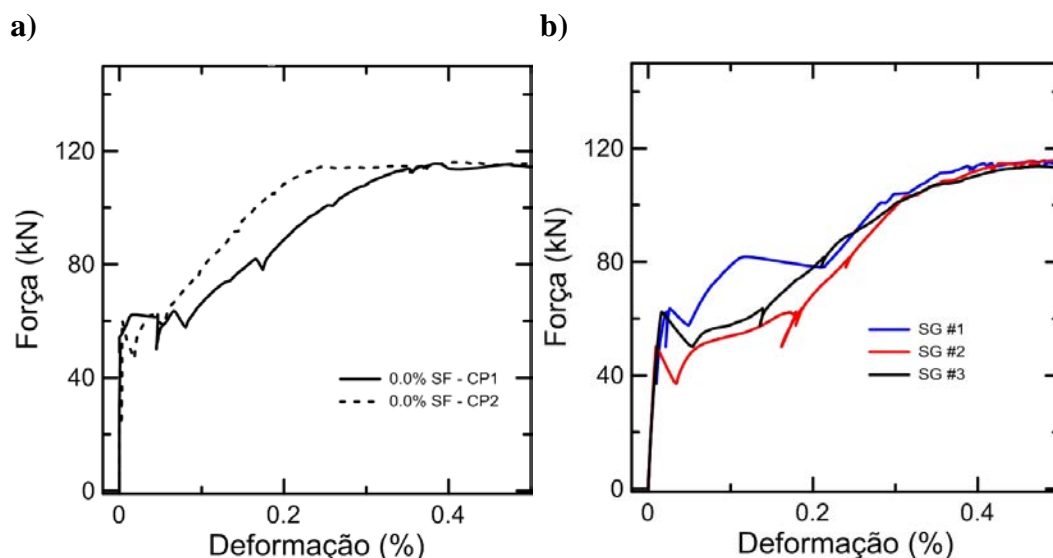 a)
Força (kN)
120
80
40
0
0.0% SF - CP1
0.0% SF - CP2
0
0.2
0.4
Deformação (%)
b)
Força (kN)
120
80
40
0
SG #1
SG #2
SG #3
0
0.2
0.4
Deformação (%)